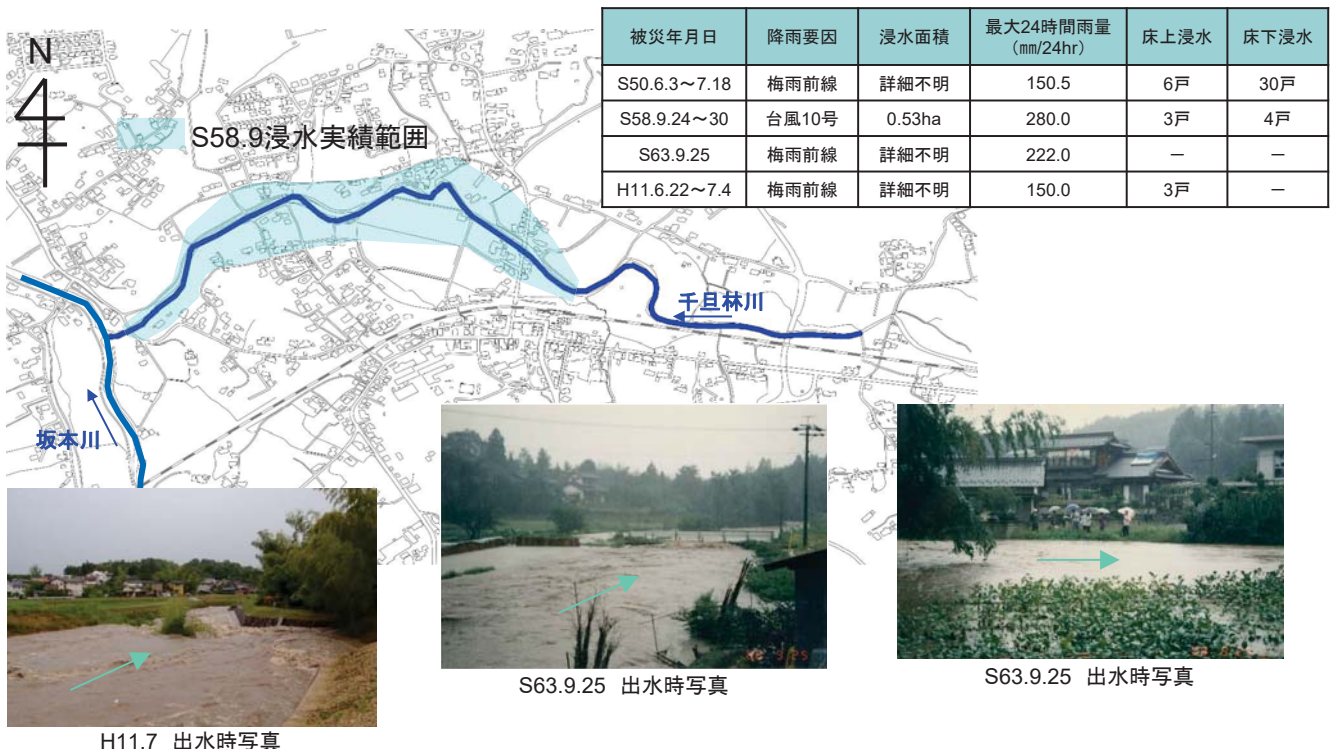 被災年月日 降雨要因 浸水面積 最大24時間雨量（㎜/24hr） 床上浸水 床下浸水
S50.6.3～7.18 梅雨前線 詳細不明 150.5 6戸 30戸
S58.9.24～30 台風10号 0.53ha 280.0 3戸 4戸
S63.9.25 梅雨前線 詳細不明 222.0 － －
H11.6.22～7.4 梅雨前線 詳細不明 150.0 3戸 －
N
S58.9浸水実績範囲
千旦林川
坂本川
S63.9.25 出水時写真
S63.9.25 出水時写真
H11.7 出水時写真